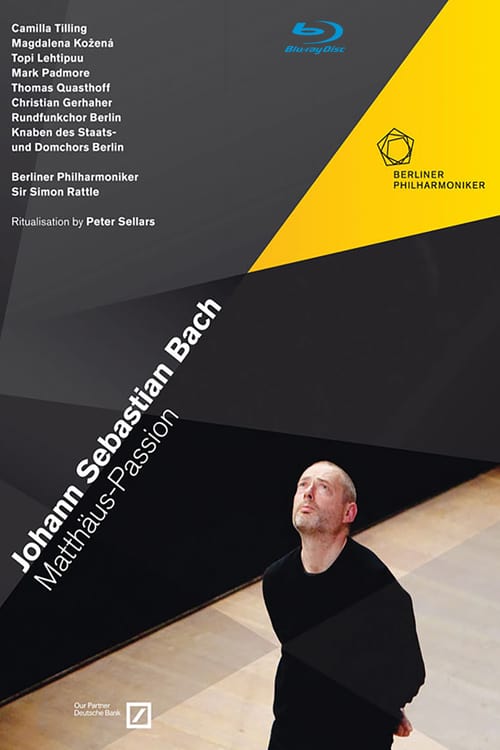 Camilla Tilling
Magdalena Kožená
Topi Lehtipuu
Mark Padmore
Thomas Quasthoff
Christian Gerhaher
Rundfunkchor Berlin
Knaben des Staats-
und Domchors Berlin
Berliner Philharmoniker
Sir Simon Rattle
Ritualisation by Peter Sellars
Blu-ray Disc
BERLINER
PHILHARMONIKER
Johann Sebastian Bach
Matthäus-Passion
Our Partner
Deutsche Bank